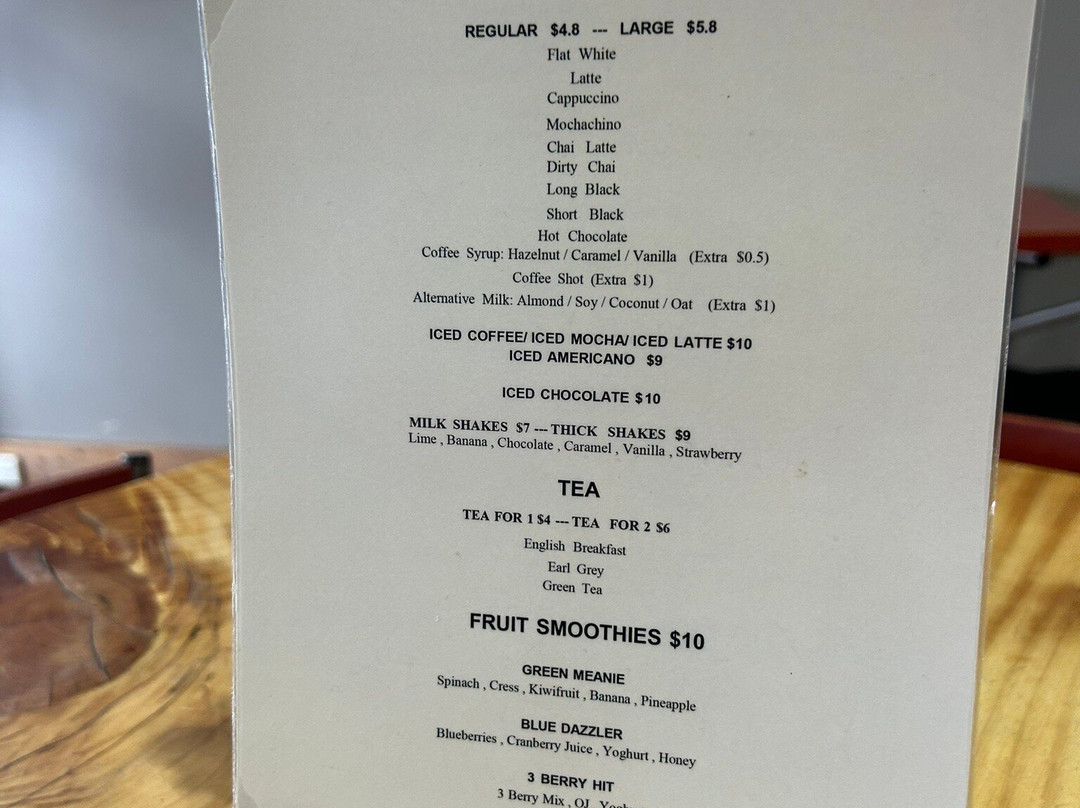 REGULAR $4.8 --- LARGE $5.8
Flat White
Latte
Cappuccino
Mochachino
Chai Latte
Dirty Chai
Long Black
Short Black
Hot Chocolate
Coffee Syrup: Hazelnut / Caramel / Vanilla (Extra $0.5)
Coffee Shot (Extra $1)
Alternative Milk: Almond / Soy / Coconut / Oat (Extra $1)
ICED COFFEE/ ICED MOCHA/ ICED LATTE $10
ICED AMERICANO $9
ICED CHOCOLATE $10
MILK SHAKES $7 --- THICK SHAKES $9
Lime , Banana , Chocolate , Caramel , Vanilla , Strawberry
TEA
TEA FOR 1 $4 --- TEA FOR 2 $6
English Breakfast
Earl Grey
Green Tea
FRUIT SMOOTHIES $10
GREEN MEANIE
Spinach , Cress , Kiwifruit , Banana , Pineapple
BLUE DAZZLER
Blueberries , Cranberry Juice , Yoghurt , Honey
3 BERRY HIT
3 Berry Mix , OJ